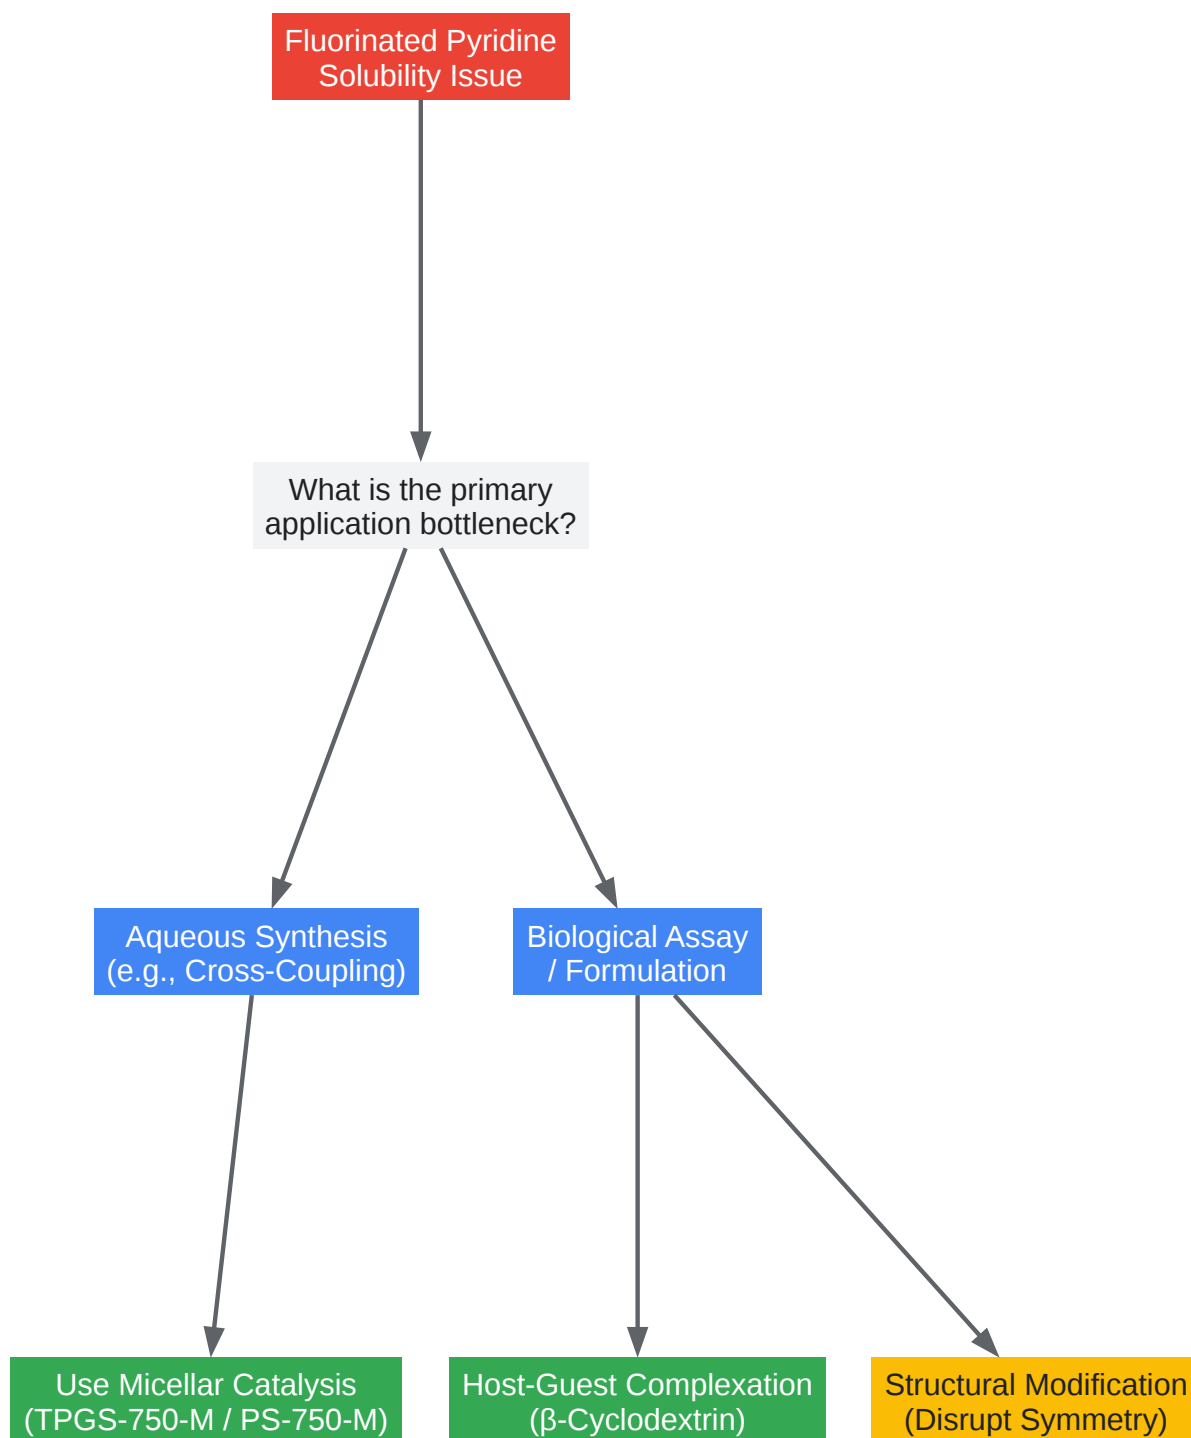 Fluorinated Pyridine
Solubility Issue
What is the primary
application bottleneck?
Aqueous Synthesis
(e.g., Cross-Coupling)
Biological Assay
/ Formulation
Use Micellar Catalysis
(TPGS-750-M / PS-750-M)
Host-Guest Complexation
(β-Cyclodextrin)
Structural Modification
(Disrupt Symmetry)